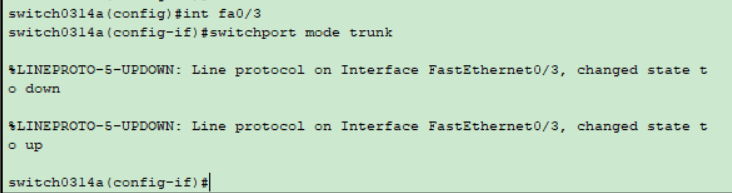 switch0314a(config)#int fa0/3
switch0314a(config-if)#switchport mode trunk
%LINEPROTO-5-UPDOWN: Line protocol on Interface FastEthernet0/3, changed state t
o down
%LINEPROTO-5-UPDOWN: Line protocol on Interface FastEthernet0/3, changed state t
o up
switch0314a(config-if)#